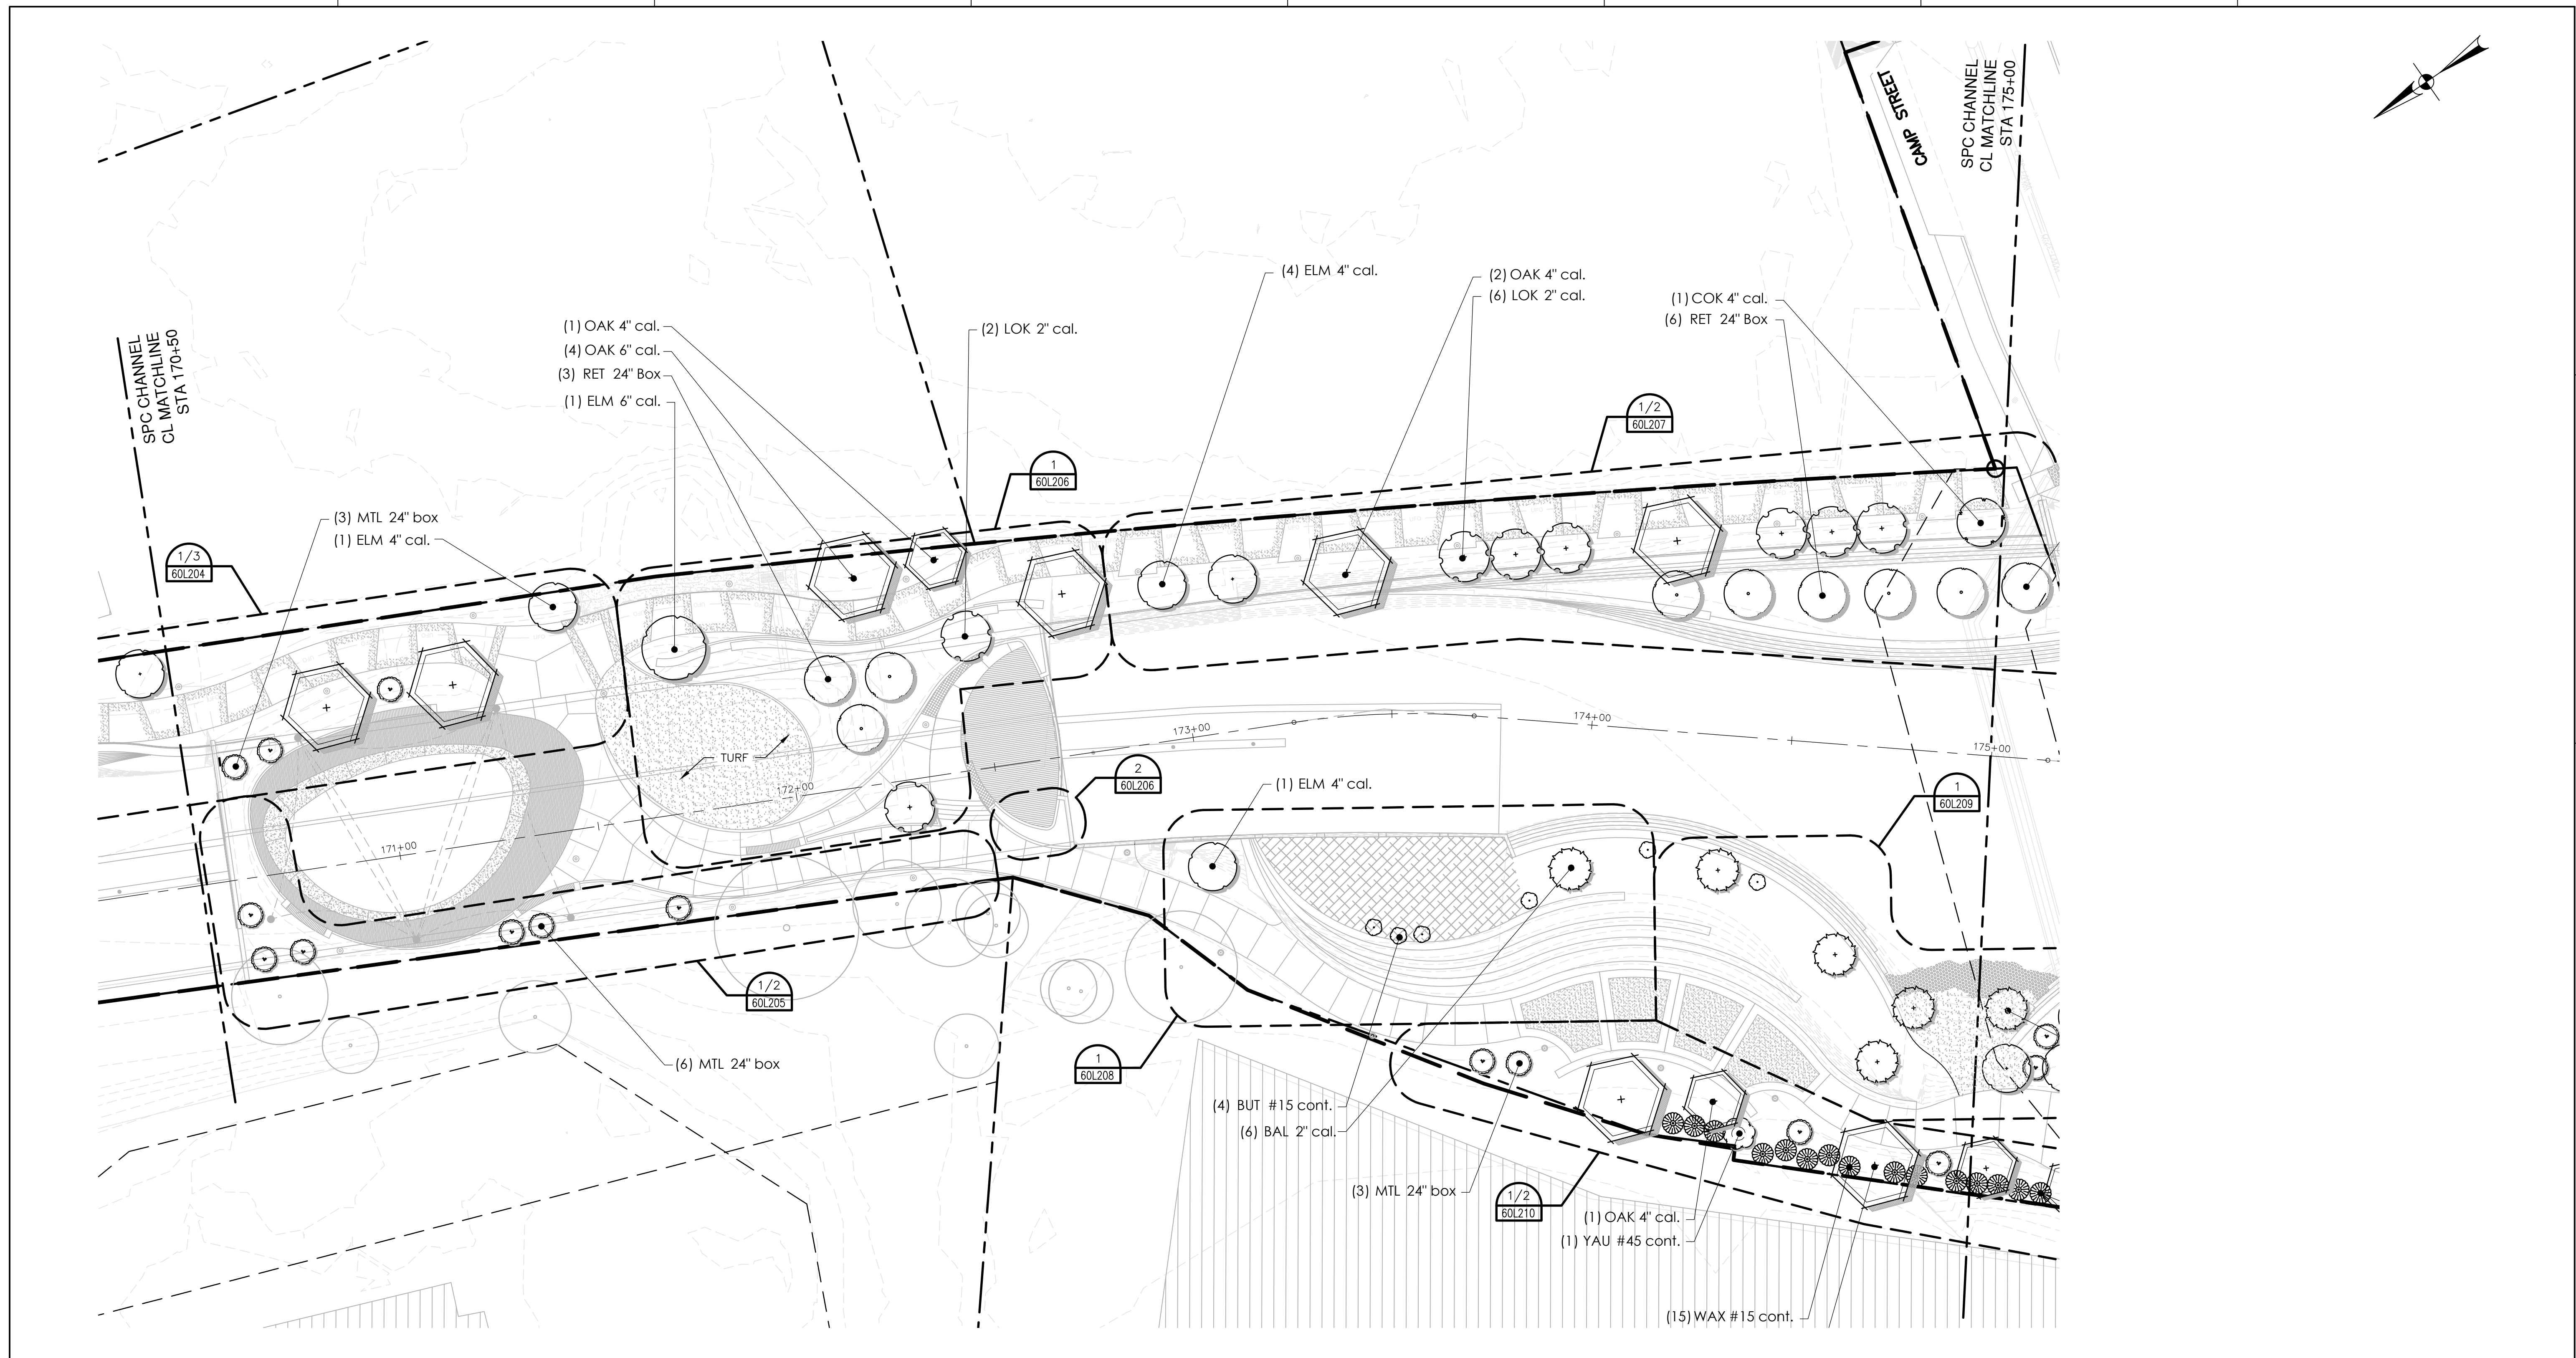 CAMP STREET
SPC CHANNEL
CL MATCHLINE
STA 175+00
SPC CHANNEL
CL MATCHLINE
STA 170+50
(1) OAK 4" cal.
(4) OAK 6" cal.
(3) RET 24" Box
(1) ELM 6" cal.
(2) LOK 2" cal.
(4) ELM 4" cal.
(2) OAK 4" cal.
(6) LOK 2" cal.
(1) COK 4" cal.
(6) RET 24" Box
1/2
60L207
1
60L206
(3) MTL 24" box
(1) ELM 4" cal.
1/3
60L204
TURF
171+00
172+00
173+00
174+00
175+00
2
60L206
(1) ELM 4" cal.
1
60L209
1/2
60L205
(6) MTL 24" box
1
60L208
(4) BUT #15 cont.
(6) BAL 2" cal.
(3) MTL 24" box
1/2
60L210
(1) OAK 4" cal.
(1) YAU #45 cont.
(15) WAX #15 cont.